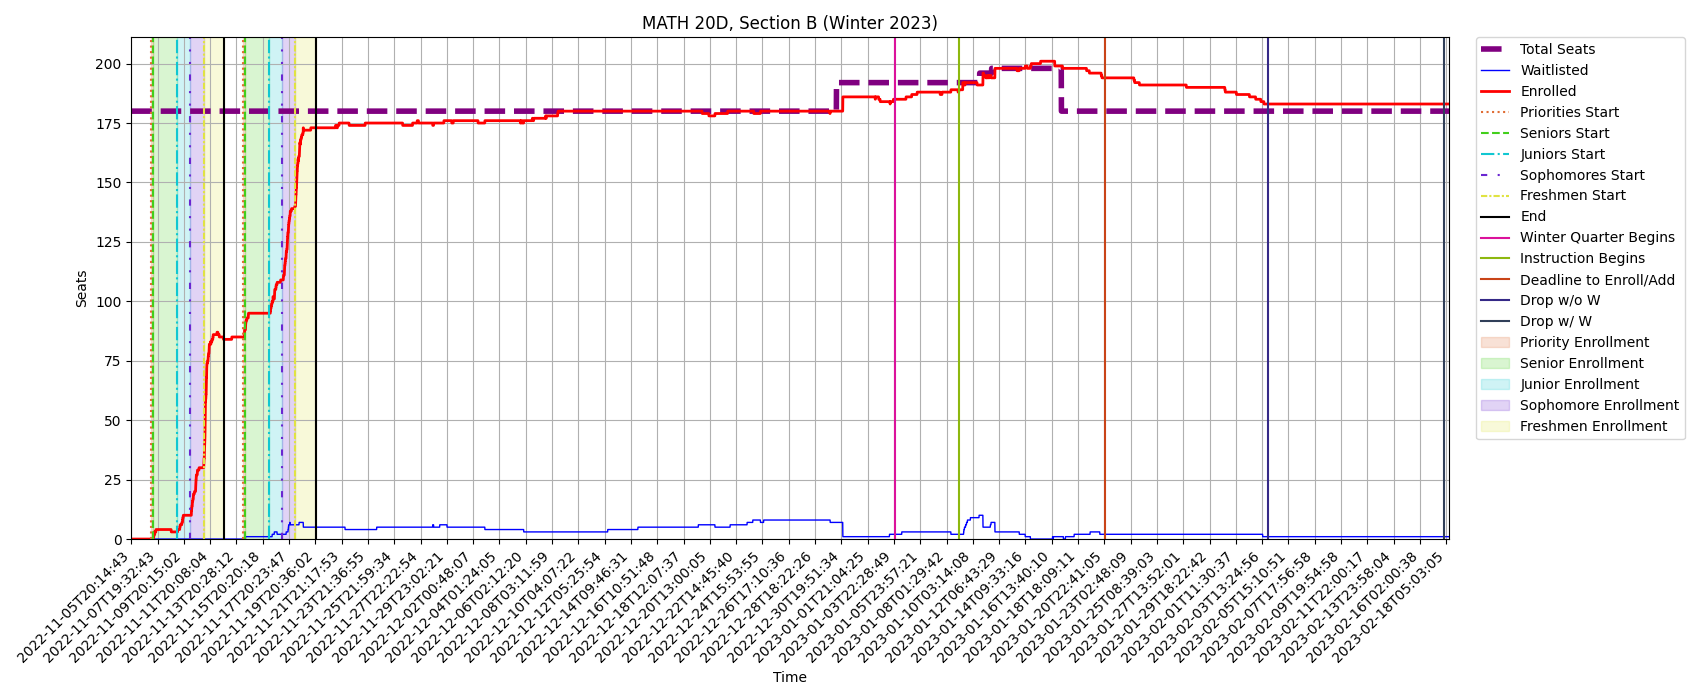 MATH 20D, Section B (Winter 2023)
Seats
200
175
150
125
100
75
50
25
0
2022-11-05T20:14:43
2022-11-07T19:32:43
2022-11-09T20:15:02
2022-11-11T20:08:04
2022-11-13T20:28:12
2022-11-15T20:20:18
2022-11-17T20:23:47
2022-11-19T20:36:02
2022-11-21T21:17:53
2022-11-23T21:36:55
2022-11-25T21:59:34
2022-11-27T22:22:54
2022-11-29T23:02:21
2022-12-02T00:48:07
2022-12-04T01:24:05
2022-12-06T02:12:20
2022-12-08T03:11:59
2022-12-10T04:07:22
2022-12-12T05:25:54
2022-12-14T09:46:31
2022-12-16T10:51:48
2022-12-18T12:07:37
2022-12-20T13:00:05
2022-12-22T14:45:40
2022-12-24T15:53:55
2022-12-26T17:10:36
2022-12-28T18:22:26
2022-12-30T19:51:34
2023-01-01T21:04:25
2023-01-03T22:28:49
2023-01-05T23:57:21
2023-01-08T01:29:42
2023-01-10T03:14:08
2023-01-12T06:43:29
2023-01-14T09:33:16
2023-01-16T13:40:10
2023-01-18T18:09:11
2023-01-20T22:41:05
2023-01-23T02:48:09
2023-01-25T08:39:03
2023-01-27T13:52:01
2023-01-29T18:22:42
2023-02-01T11:30:37
2023-02-03T13:24:56
2023-02-05T15:10:51
2023-02-07T17:56:58
2023-02-09T19:54:58
2023-02-11T22:00:17
2023-02-13T23:58:04
2023-02-16T02:00:38
2023-02-18T05:03:05
Time
Total Seats
Waitlisted
Enrolled
Priorities Start
Seniors Start
Juniors Start
Sophomores Start
Freshmen Start
End
Winter Quarter Begins
Instruction Begins
Deadline to Enroll/Add
Drop w/o W
Drop w/ W
Priority Enrollment
Senior Enrollment
Junior Enrollment
Sophomore Enrollment
Freshmen Enrollment